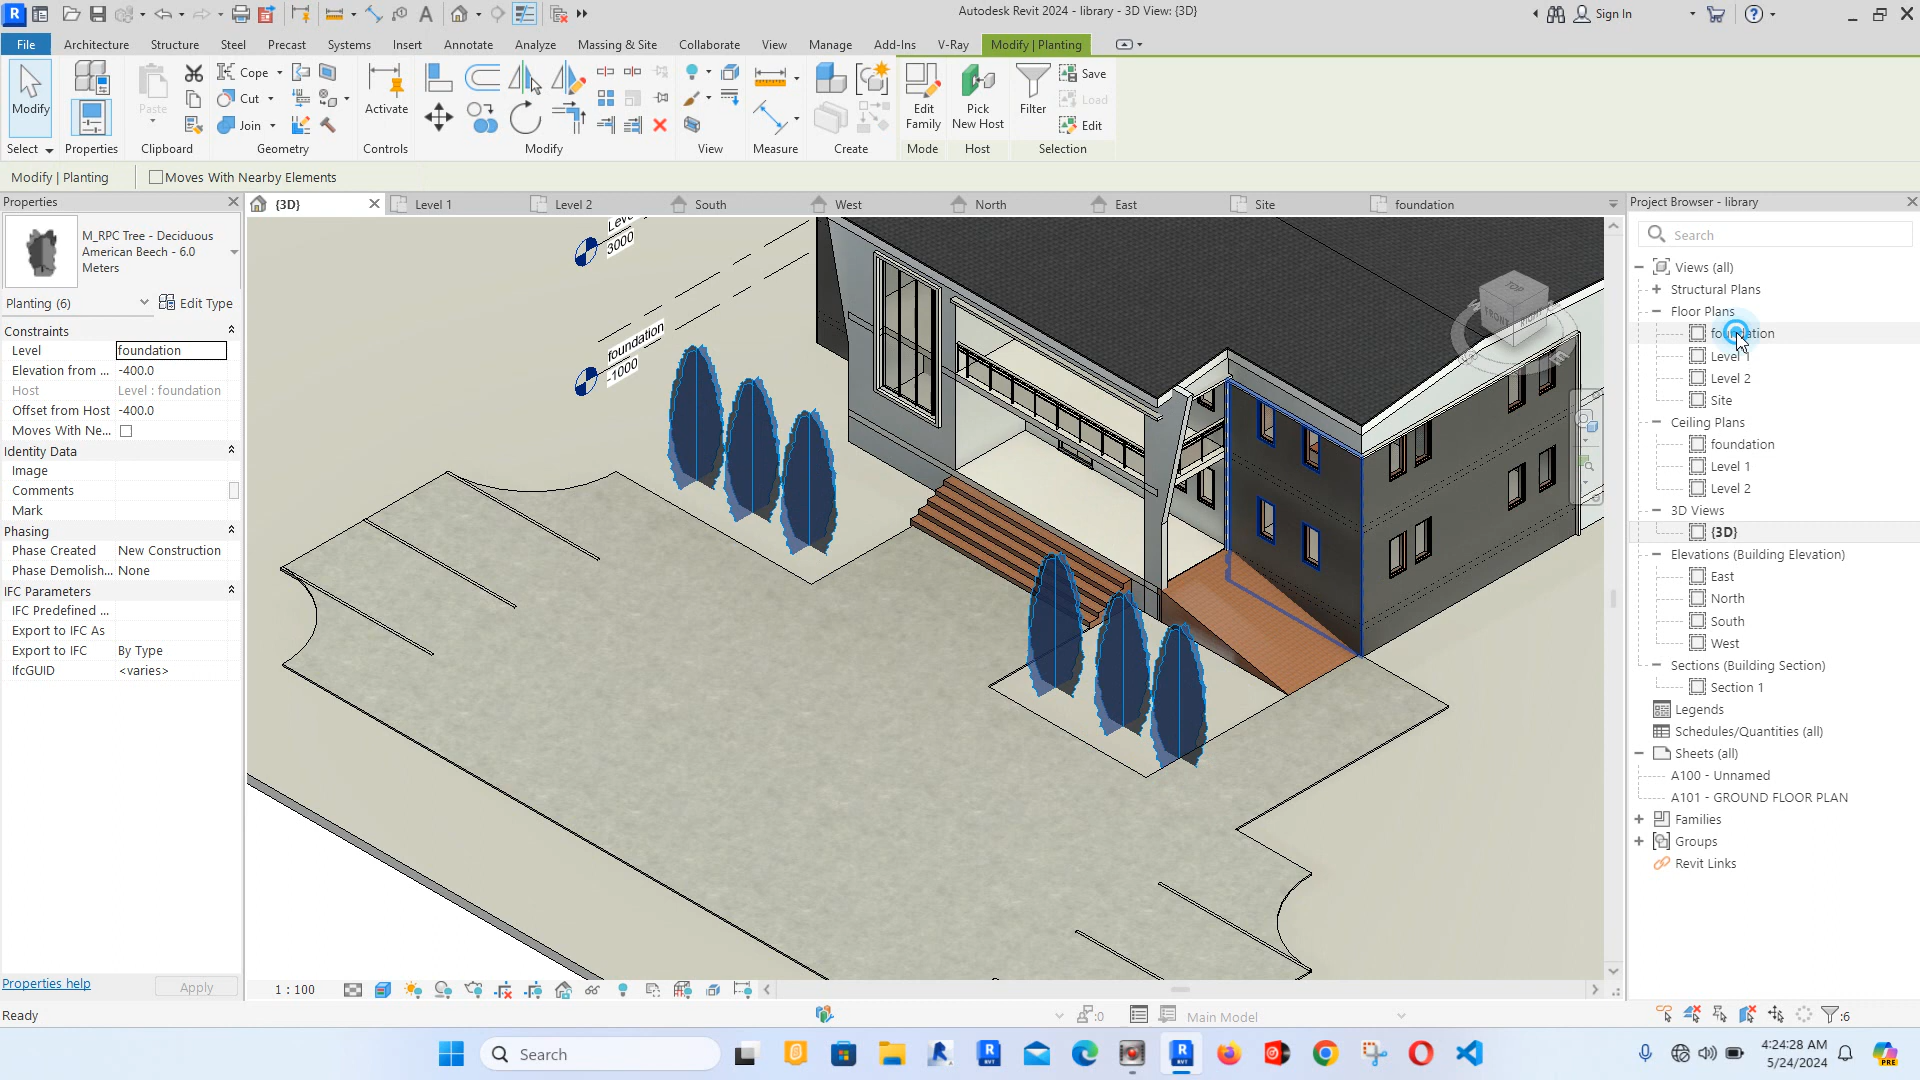 Autodesk Revit 2024 - library - 3D View: {3D}
Sign In
File
Architecture
Structure
Steel
Precast
Systems
Insert
Annotate
Analyze
Massing & Site
Collaborate
View
Manage
Add-Ins
V-Ray
Modify | Planting
Modify
Select
Properties
Paste
Clipboard
Cope
Cut
Join
Geometry
Activate
Controls
Modify
View
Measure
Create
Edit
Family
Mode
Pick
New Host
Host
Filter
Save
Load
Edit
Selection
Modify | Planting
Moves With Nearby Elements
Properties
{3D}
Level 1
Level 2
South
West
North
East
Site
foundation
Project Browser - library
M_RPC Tree - Deciduous
American Beech - 6.0
Meters
Planting (6)
Edit Type
Constraints
Level foundation
Elevation from ... -400.0
Host Level : foundation
Offset from Host -400.0
Moves With Ne...
Identity Data
Image
Comments
Mark
Phasing
Phase Created New Construction
Phase Demolish... None
IFC Parameters
IFC Predefined ...
Export to IFC As
Export to IFC By Type
IfcGUID <varies>
Properties help
Apply
3000
foundation
-1000
TOP
FRONT
RIGHT
Search
Views (all)
Structural Plans
Floor Plans
foundation
Level 1
Level 2
Site
Ceiling Plans
foundation
Level 1
Level 2
3D Views
{3D}
Elevations (Building Elevation)
East
North
South
West
Sections (Building Section)
Section 1
Legends
Schedules/Quantities (all)
Sheets (all)
A100 - Unnamed
A101 - GROUND FLOOR PLAN
Families
Groups
Revit Links
1 : 100
Ready
:0
Main Model
:6
Search
4:24:28 AM
5/24/2024